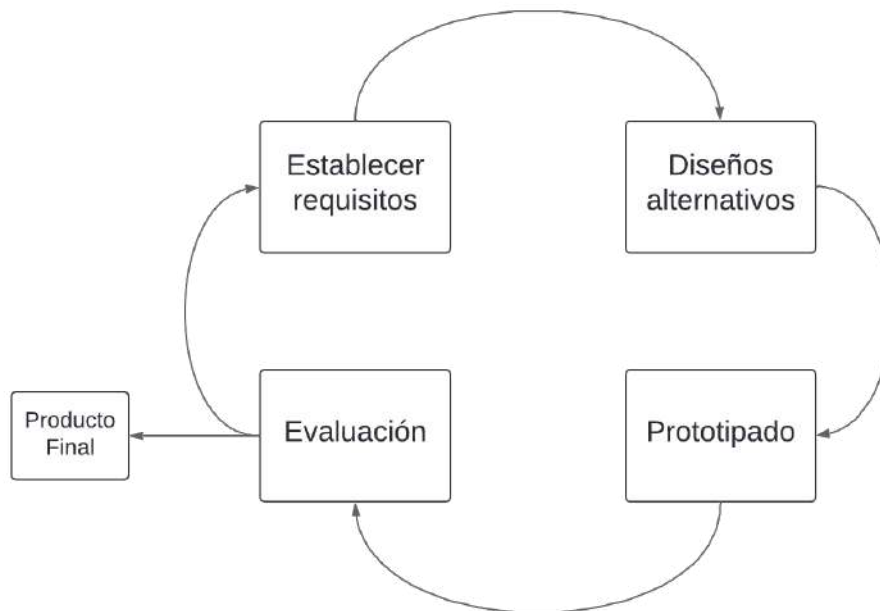 Establecer
requisitos
Diseños
alternativos
Producto
Final
Evaluación
Prototipado